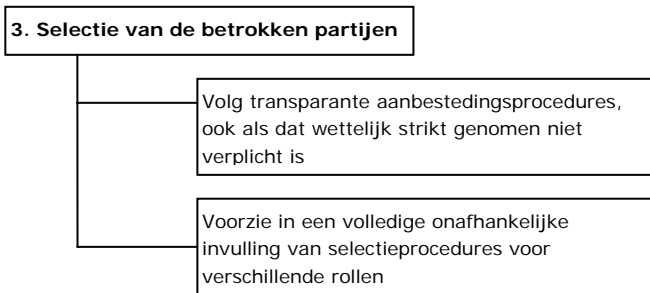 3. Selectie van de betrokken partijen
Volg transparante aanbestedingsprocedures,
ook als dat wettelijk strikt genomen niet
verplicht is
Voorzie in een volledige onafhankelijke
invulling van selectieprocedures voor
verschillende rollen